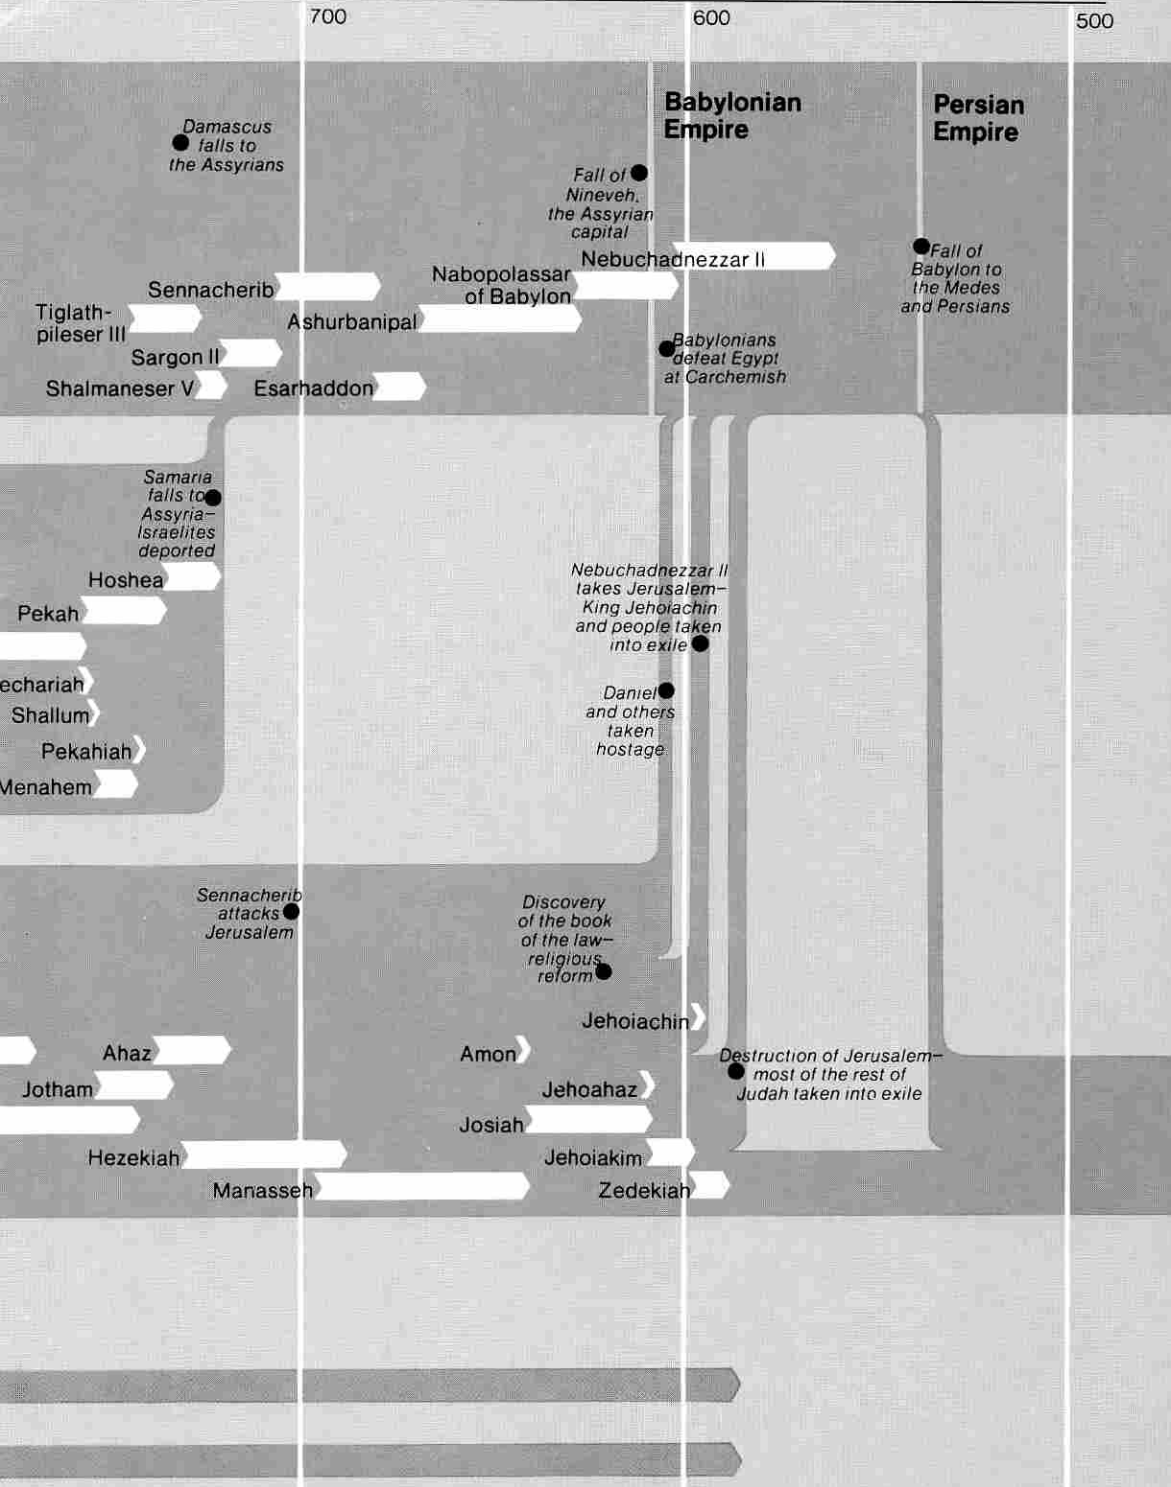 700
600
500
Babylonian
Empire
Persian
Empire
Damascus
falls to
the Assyrians
Fall of
Nineveh,
the Assyrian
capital
Nebuchadnezzar II
Fall of
Babylon to
the Medes
and Persians
Nabopolassar
of Babylon
Sennacherib
Tiglath-
pileser III
Ashurbanipal
Sargon II
Babylonians
defeat Egypt
at Carchemish
Shalmaneser V
Esarhaddon
Samaria
falls to
Assyria–
Israelites
deported
Hoshea
Pekah
echariah
Shallum
Pekahiah
Menahem
Nebuchadnezzar II
takes Jerusalem–
King Jehoiachin
and people taken
into exile
Daniel
and others
taken
hostage
Sennacherib
attacks
Jerusalem
Discovery
of the book
of the law–
religious
reform
Jehoiachin
Ahaz
Amon
Destruction of Jerusalem–
most of the rest of
Judah taken into exile
Jotham
Jehoahaz
Josiah
Hezekiah
Jehoiakim
Manasseh
Zedekiah